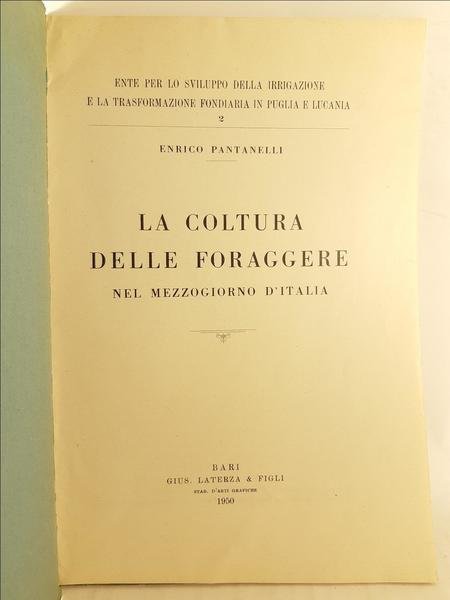 ENTE PER LO SVILUPPO DELLA IRRIGAZIONE
E LA TRASFORMAZIONE FONDIARIA IN PUGLIA E LUCANIA
2
ENRICO PANTANELLI
LA COLTURA
DELLE FORAGGERE
NEL MEZZOGIORNO D'ITALIA
BARI
GIUS. LATERZA & FIGLI
STAB. D'ARTI GRAFICHE
1950